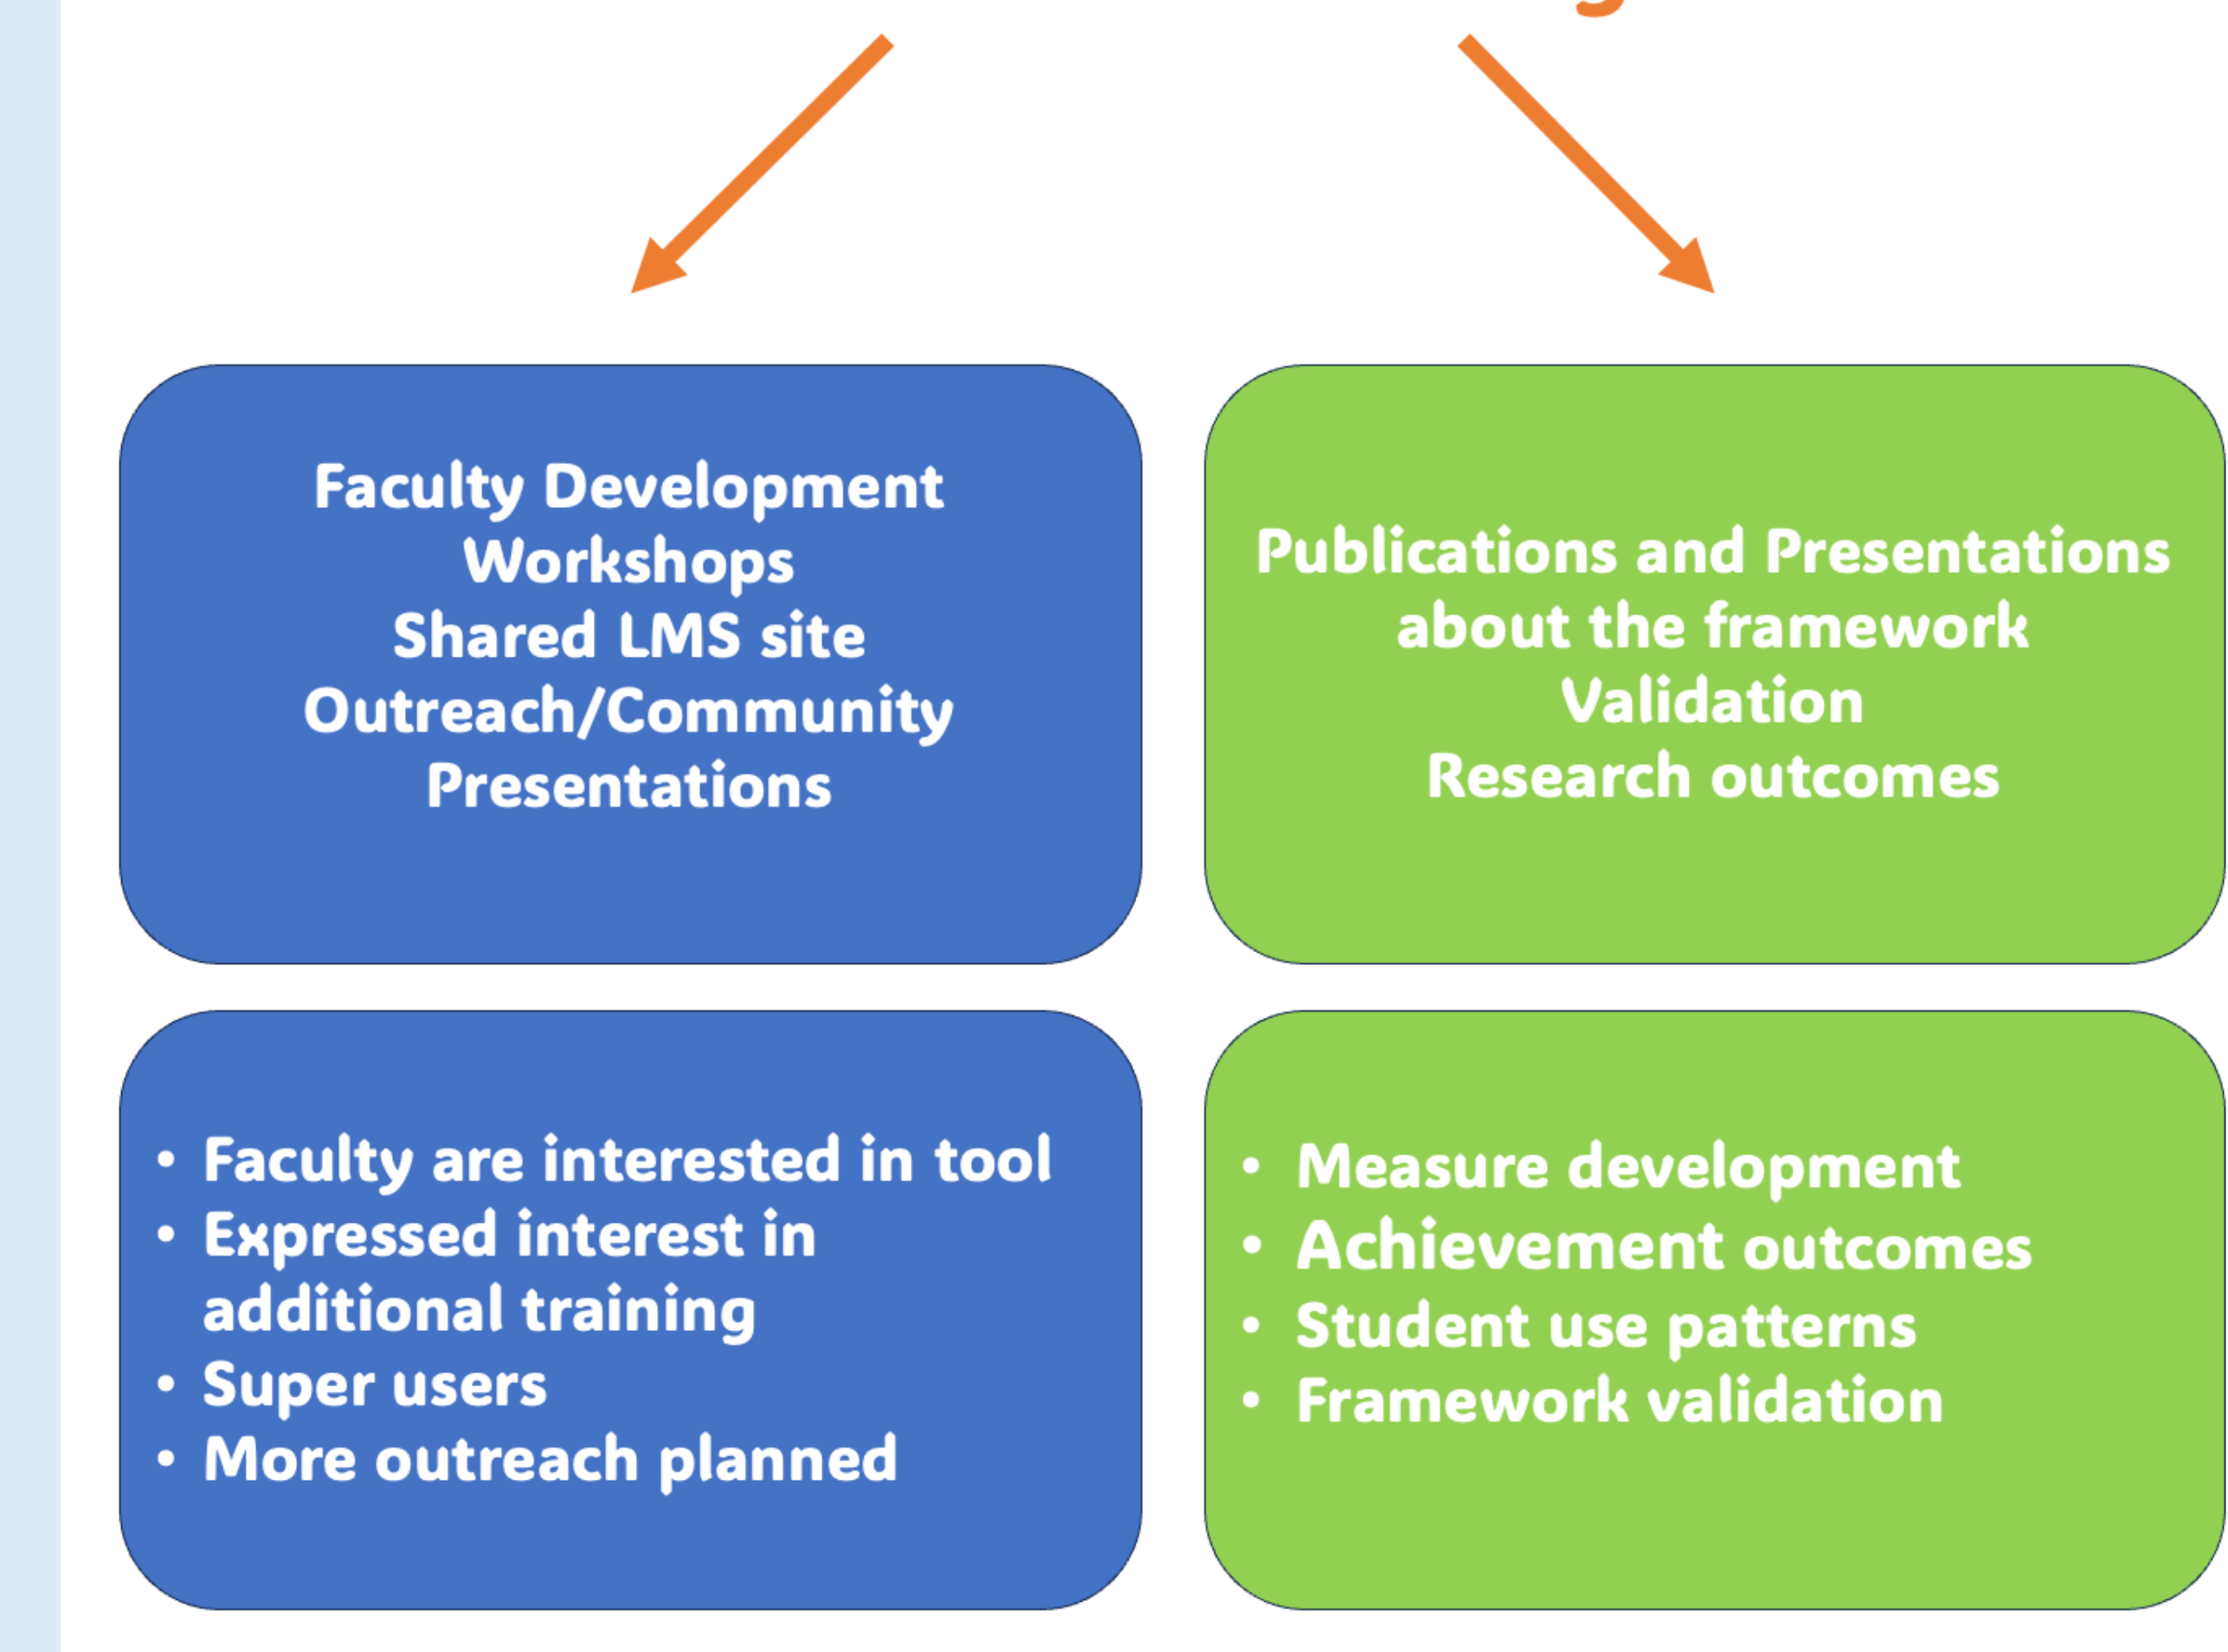 Faculty Development
Workshops
Shared LMS site
Outreach/Community
Presentations
Publications and Presentations
about the framework
Validation
Research outcomes
• Faculty are interested in tool
• Expressed interest in
additional training
• Super users
• More outreach planned
• Measure development
• Achievement outcomes
• Student use patterns
• Framework validation